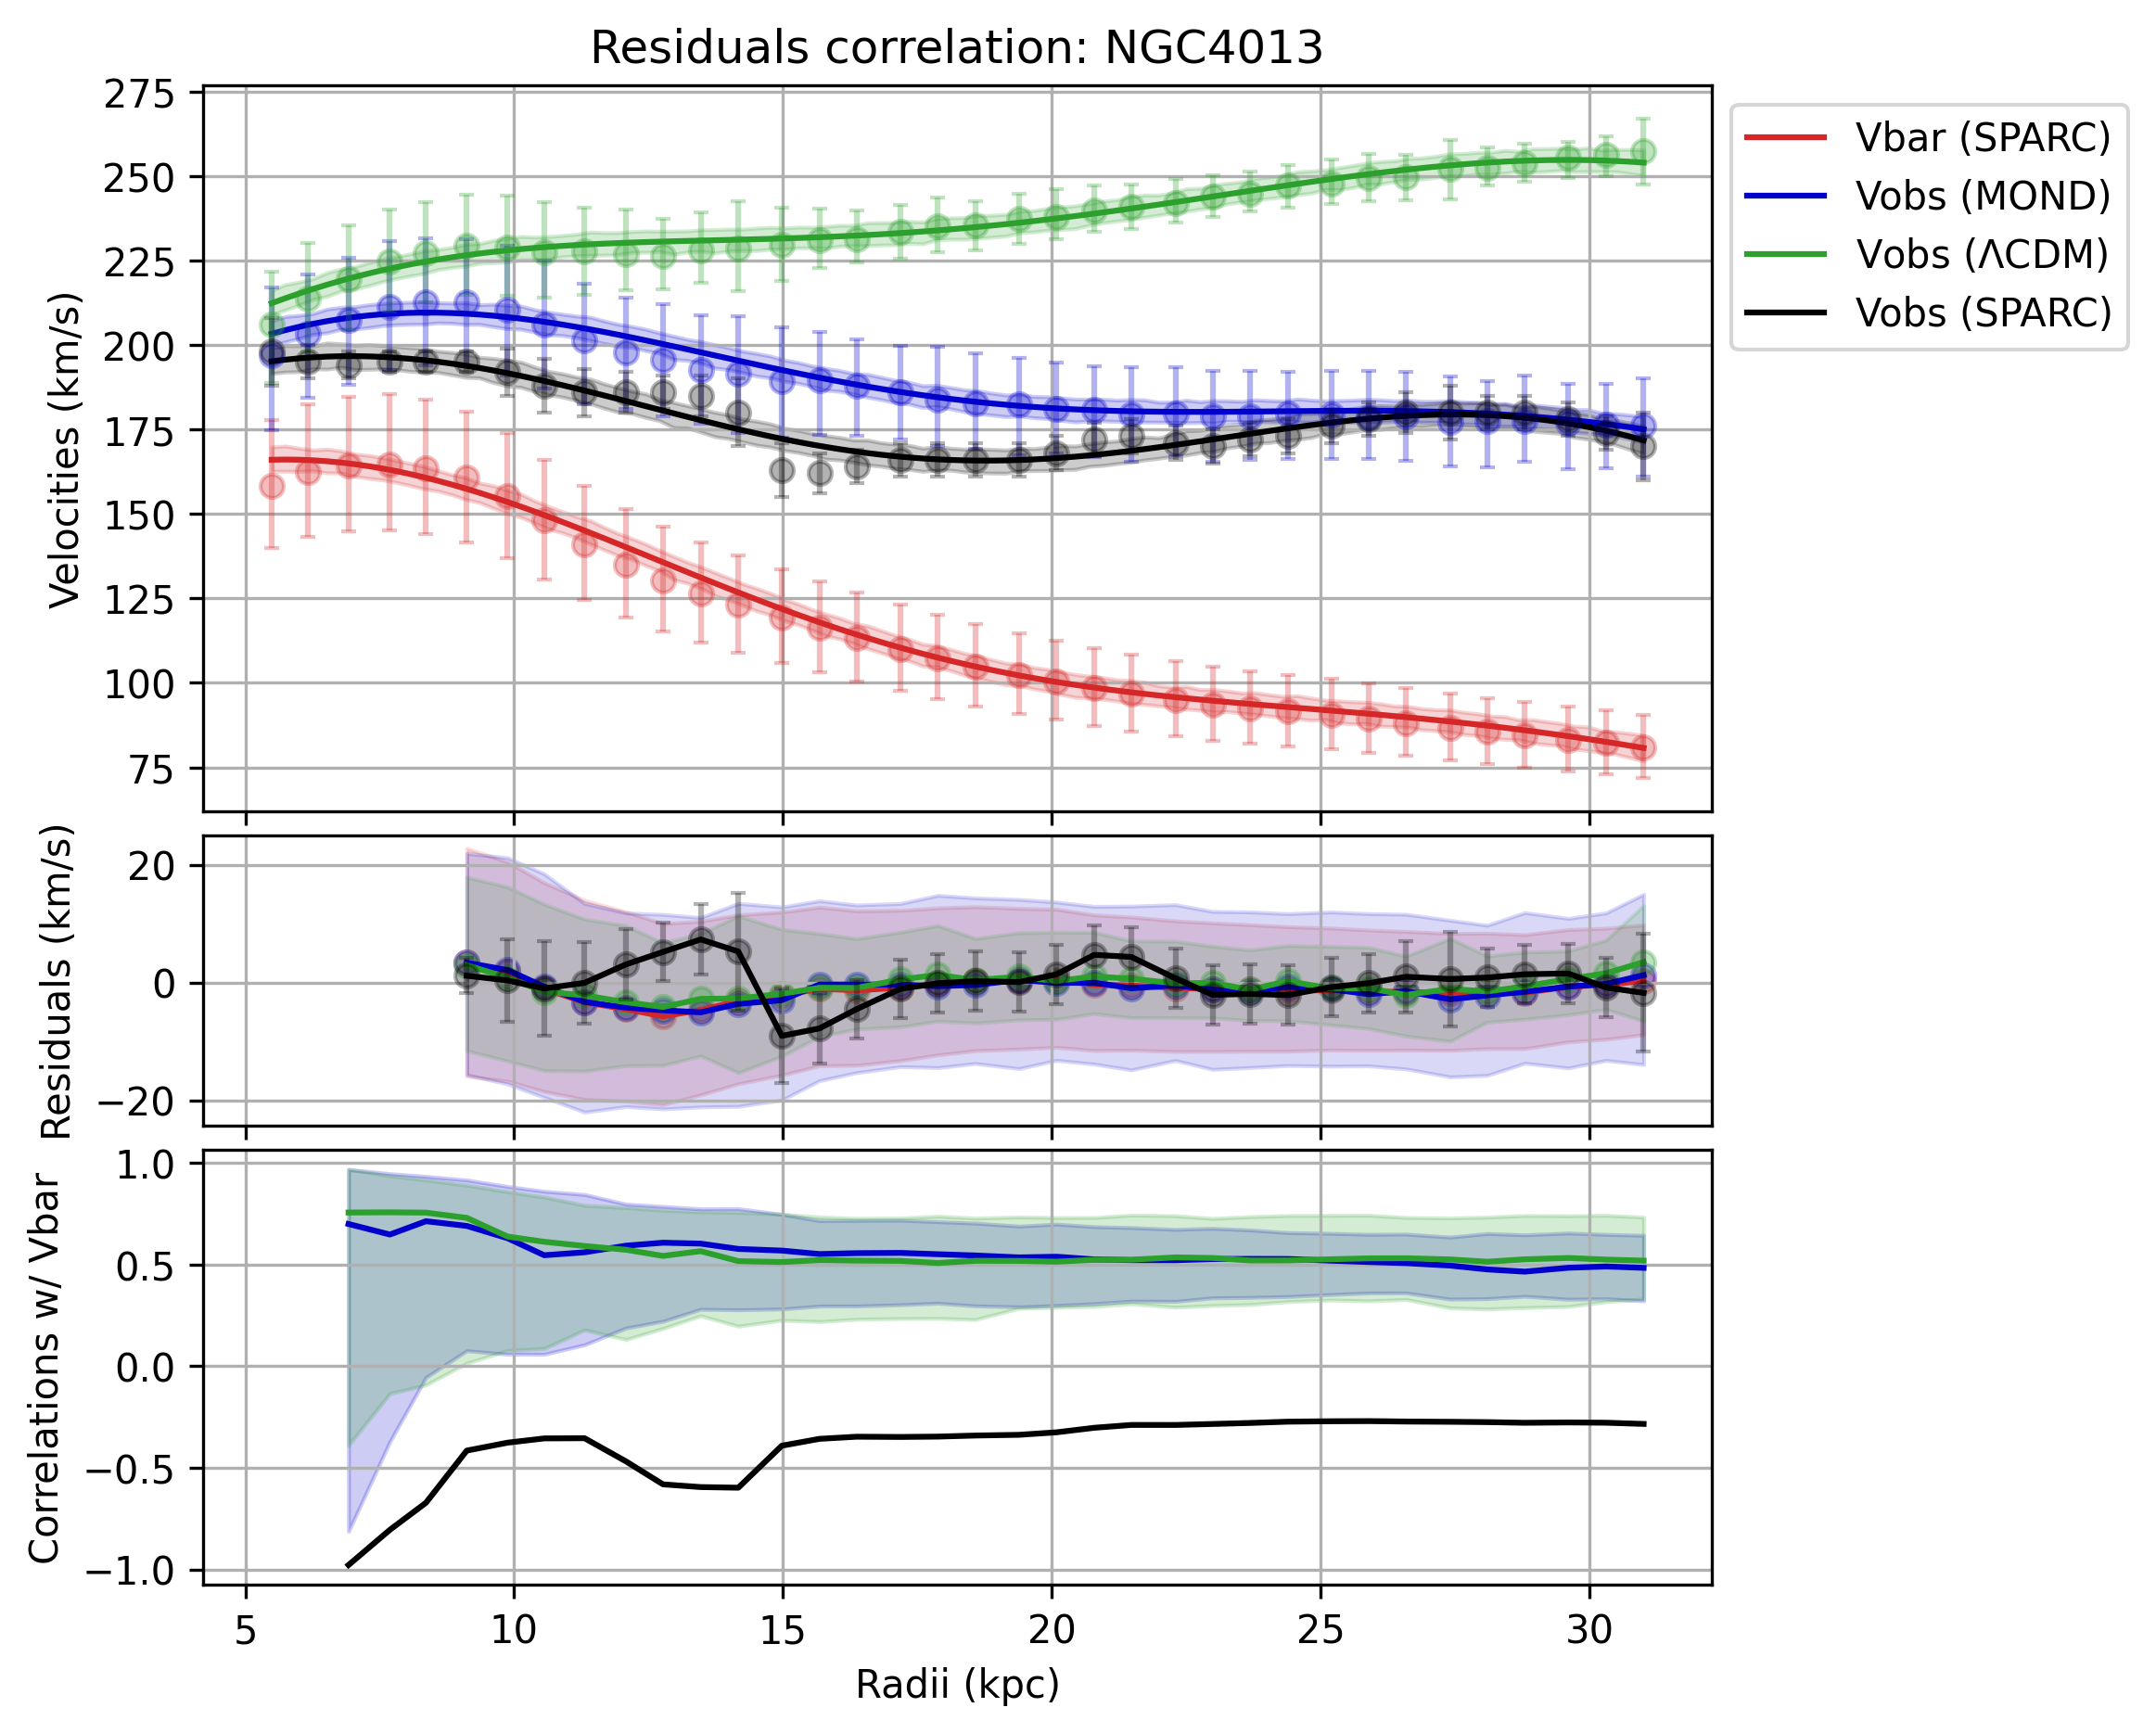 Residuals correlation: NGC4013
275
250
225
200
175
150
125
100
75
Velocities (km/s)
Vbar (SPARC)
Vobs (MOND)
Vobs (ΛCDM)
Vobs (SPARC)
20
0
−20
Residuals (km/s)
1.0
0.5
0.0
−0.5
−1.0
Correlations w/ Vbar
5 10 15 20 25 30
Radii (kpc)